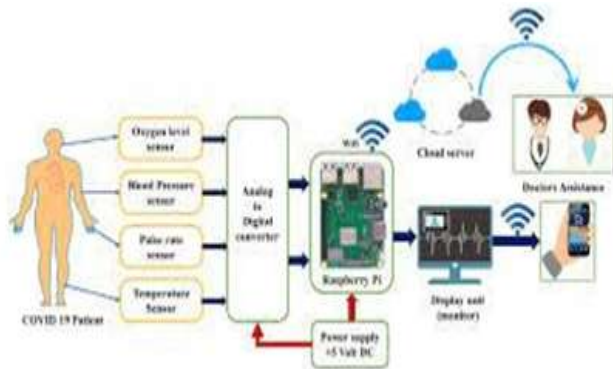 Oxygen level
sensor
Blood Pressure
sensor
Pulse rate
sensor
Temperature
Sensor
COVID 19 Patient
Analog
to
Digital
converter
Wifi
Raspberry Pi
Power supply
+5 Volt DC
Cloud server
Doctors Assistance
Display unit
(monitor)